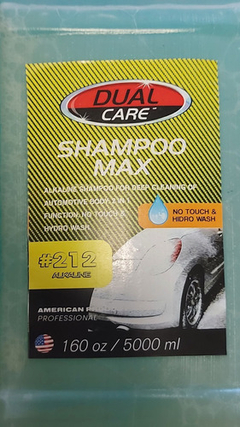 DUAL
CARE™
SHAMPOO
MAX
ALKALINE SHAMPOO FOR DEEP CLEANING OF
AUTOMOTIVE BODY, 2 IN 1
FUNCTION, NO TOUCH &
HYDRO WASH
NO TOUCH &
HIDRO WASH
#212
ALKALINE
AMERICAN
PROFESSIONAL
160 oz / 5000 ml